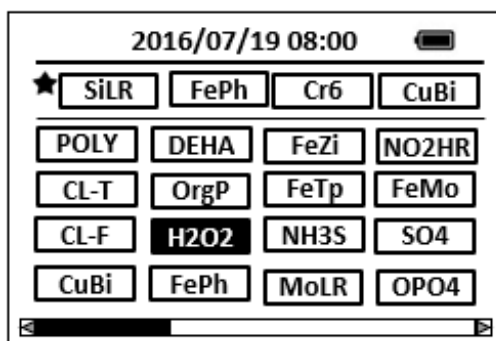 2016/07/19 08:00
SiLR FePh Cr6 CuBi
POLY DEHA FeZi NO2HR
CL-T OrgP FeTp FeMo
CL-F H2O2 NH3S SO4
CuBi FePh MoLR OPO4